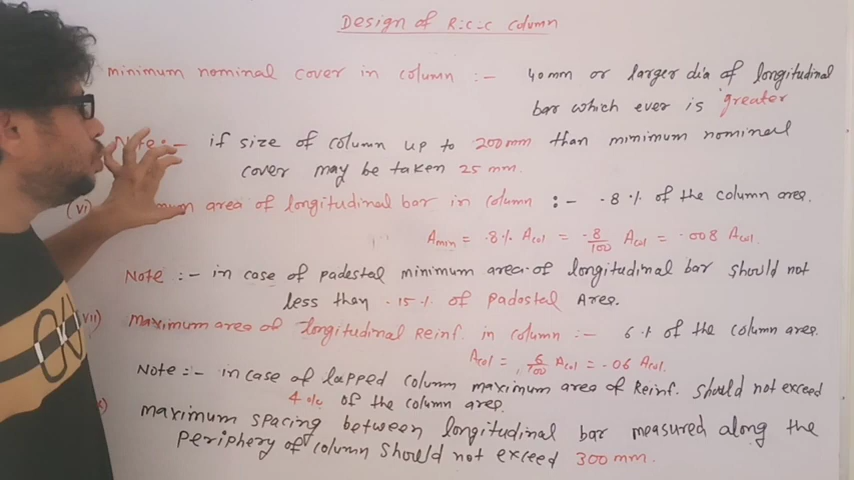 Design of R.C.C Column
minimum nominal cover in column :- 40mm or larger dia of longitudinal
bar which ever is greater
Note:- if size of column up to 200mm than minimum nominal
cover may be taken 25 mm.
(vi) mum area of longitudinal bar in column :- .8% of the column area.
Amin = .8% Acol = .8/100 Acol = .008 Acol.
Note :- in case of padestal minimum area of longitudinal bar should not
less then .15% of Padestal Area.
vii) maximum area of longitudinal Reinf. in column :- 6% of the column area.
Acol = 6/100 Acol = .06 Acol.
Note :- in case of lapped column maximum area of Reinf. should not exceed
4% of the column area.
maximum spacing between longitudinal bar measured along the
Periphery of column should not exceed 300mm.